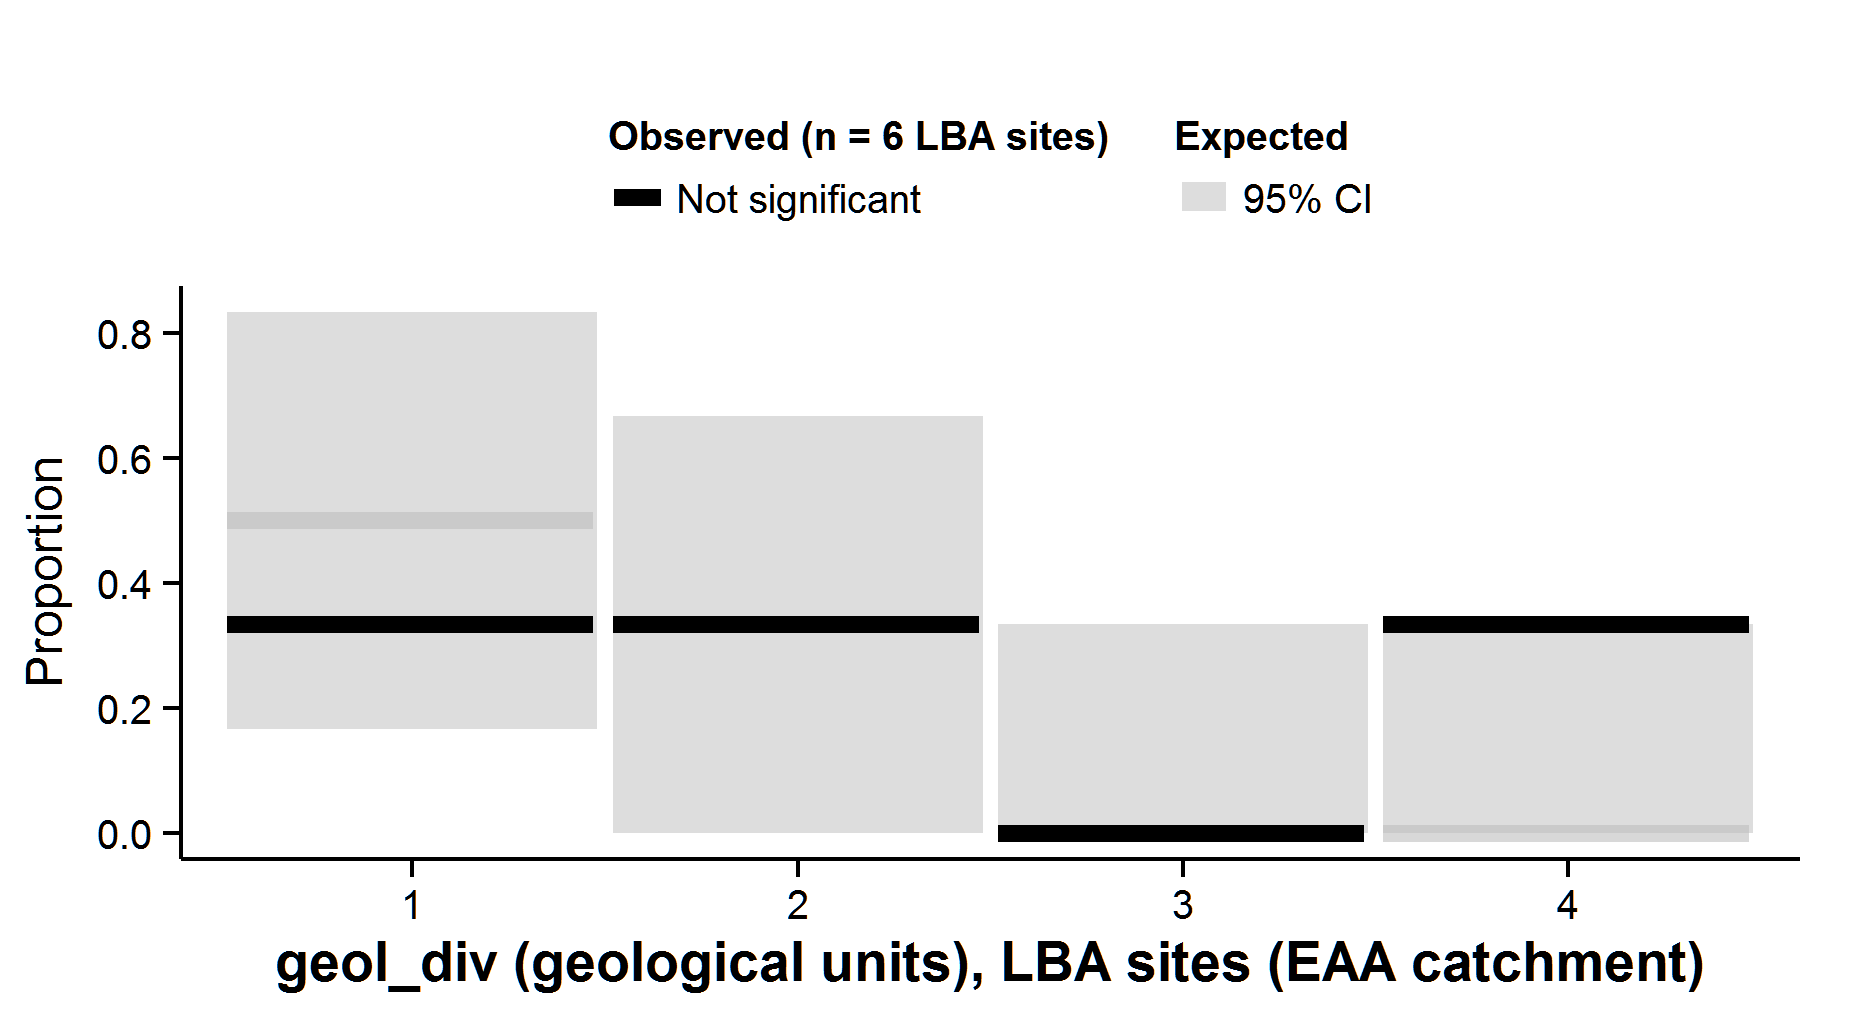 Observed (n = 6 LBA sites) Expected
Not significant 95% CI
Proportion
0.8
0.6
0.4
0.2
0.0
1 2 3 4
geol_div (geological units), LBA sites (EAA catchment)